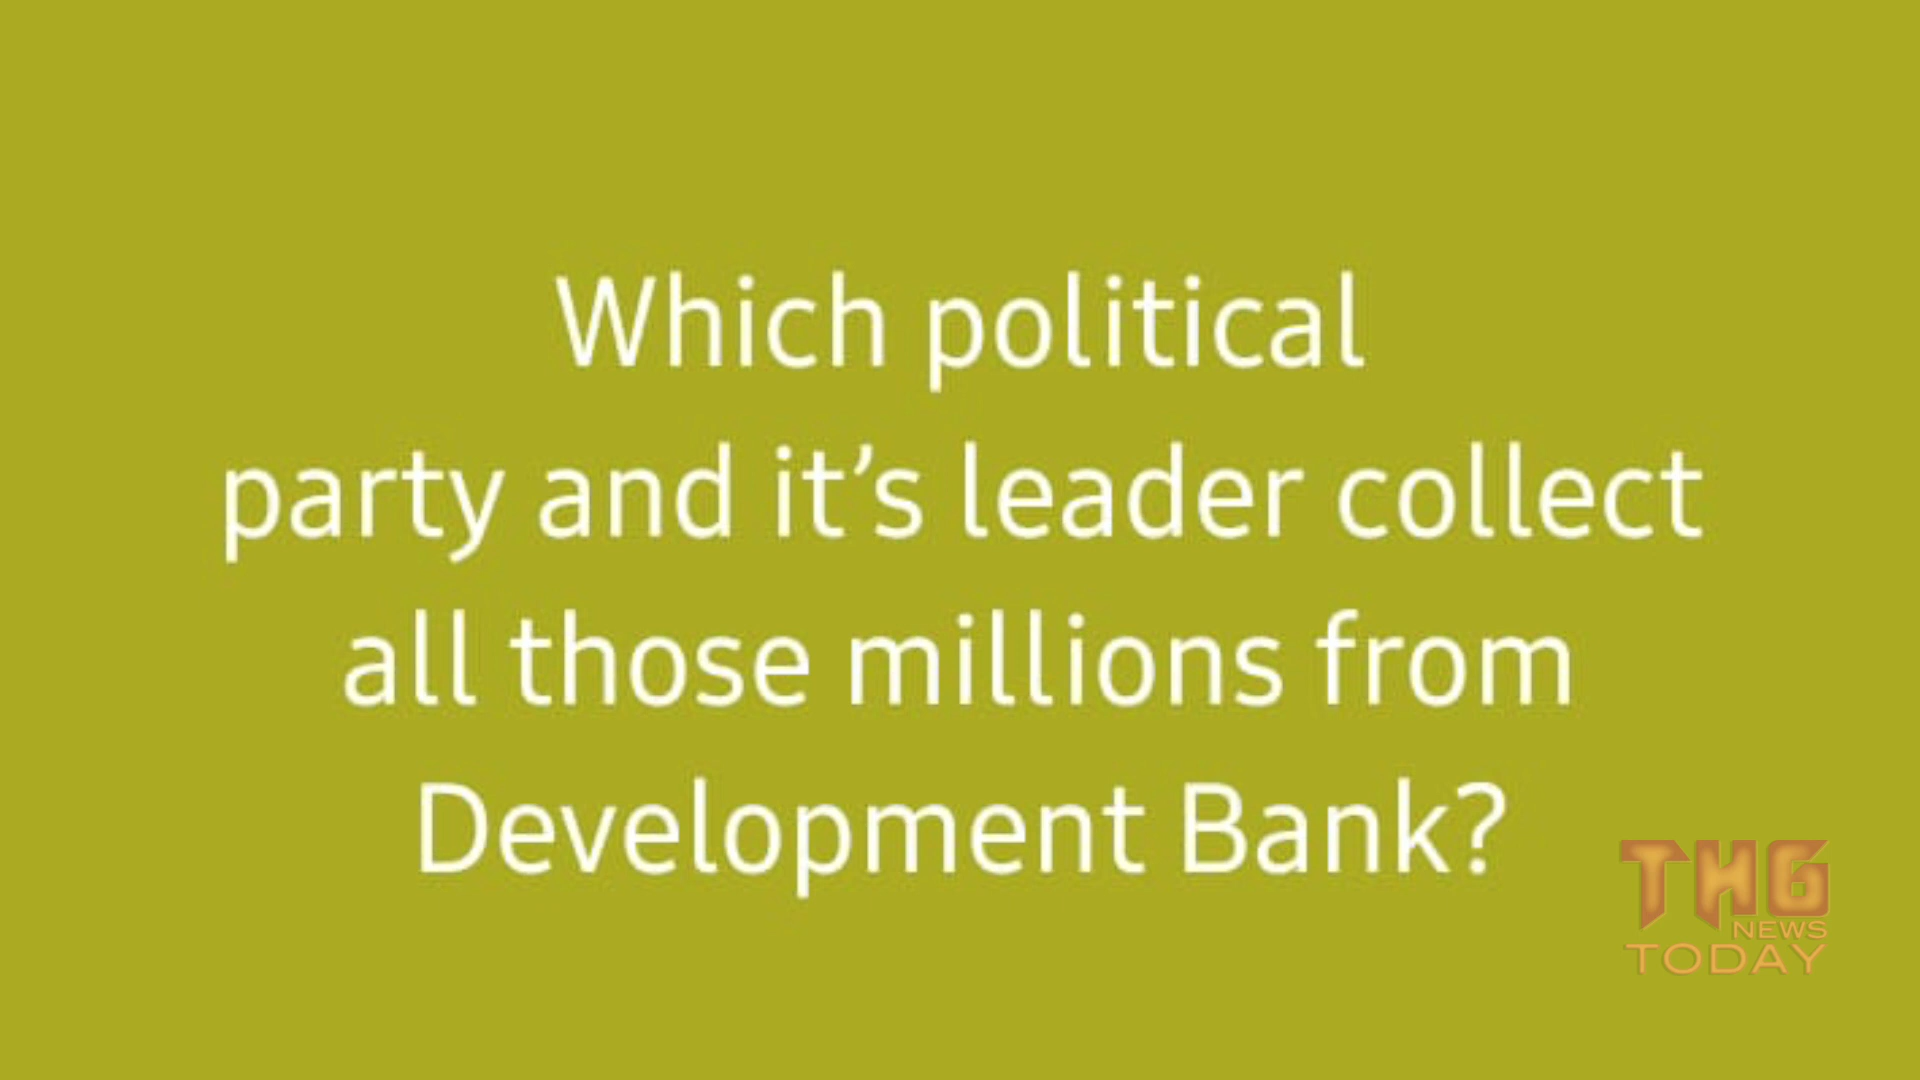 Which political
party and it’s leader collect
all those millions from
Development Bank?
THG
NEWS
TODAY